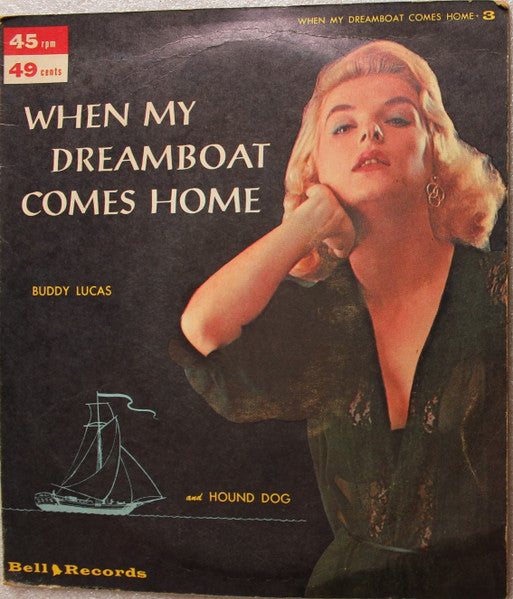 WHEN MY DREAMBOAT COMES HOME · 3
45 rpm
49 cents
WHEN MY
DREAMBOAT
COMES HOME
BUDDY LUCAS
and HOUND DOG
Bell Records